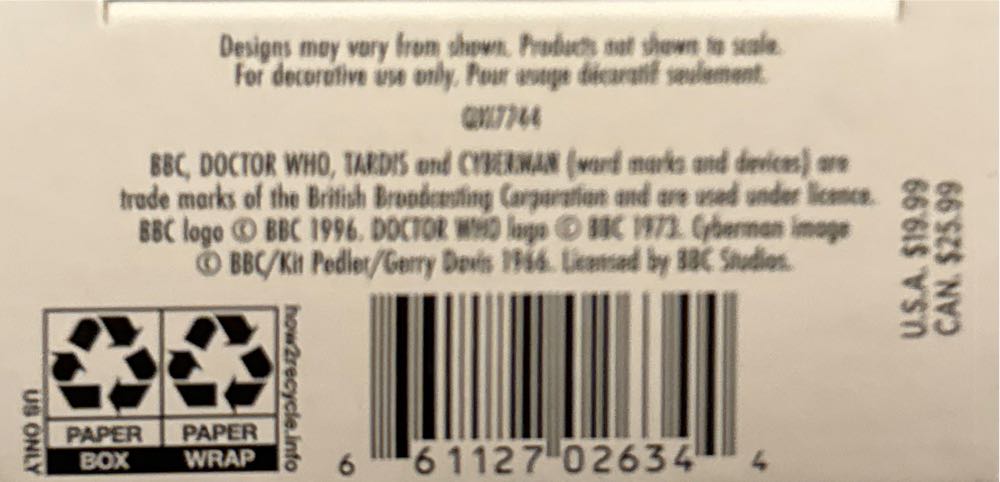 Designs may vary from shown. Products not shown to scale.
For decorative use only. Pour usage décoratif seulement.
QXI7744
BBC, DOCTOR WHO, TARDIS and CYBERMAN (word marks and devices) are
trade marks of the British Broadcasting Corporation and are used under licence.
BBC logo © BBC 1996. DOCTOR WHO logo © BBC 1973. Cyberman image
© BBC/Kit Pedler/Gerry Davis 1966. Licensed by BBC Studios.
U.S.A. $19.99
CAN. $25.99
US ONLY
PAPER
BOX
PAPER
WRAP
how2recycle.info
6 61127 02634 4